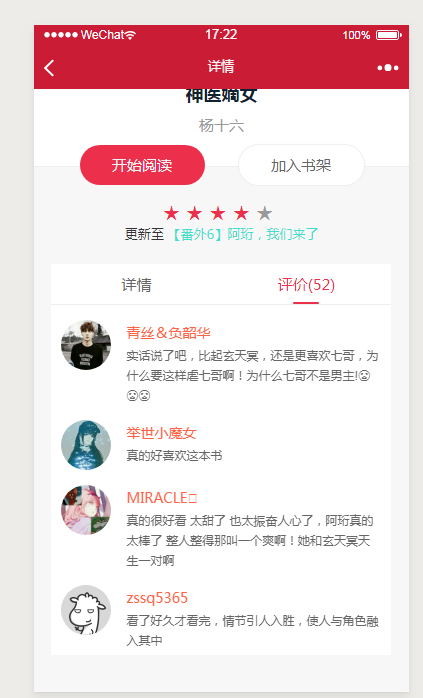 WeChat 17:22 100%
详情
神医嫡女
杨十六
开始阅读 加入书架
更新至 【番外6】阿珩，我们来了
详情 评价(52)
青丝＆负韶华
实话说了吧，比起玄天冥，还是更喜欢七哥，为
什么要这样虐七哥啊！为什么七哥不是男主!😫
😫😫
举世小魔女
真的好喜欢这本书
MIRACLE
真的很好看 太甜了 也太振奋人心了，阿珩真的
太棒了 整人整得那叫一个爽啊！她和玄天冥天
生一对啊
zssq5365
看了好久才看完，情节引人入胜，使人与角色融
入其中